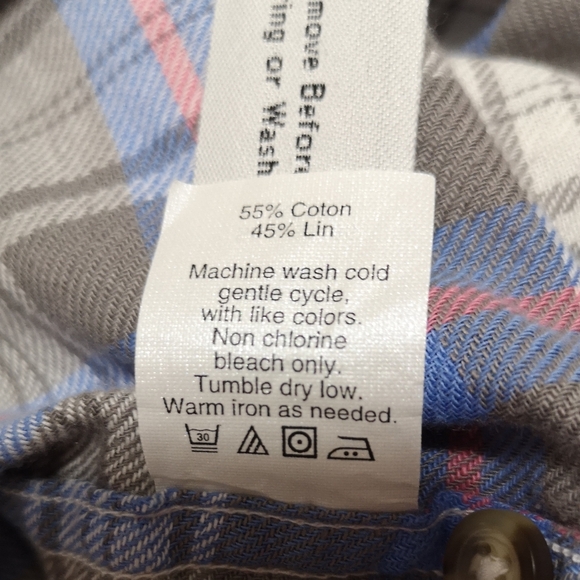 move Before
ing or Wash
55% Coton
45% Lin
Machine wash cold
gentle cycle,
with like colors.
Non chlorine
bleach only.
Tumble dry low.
Warm iron as needed.
30